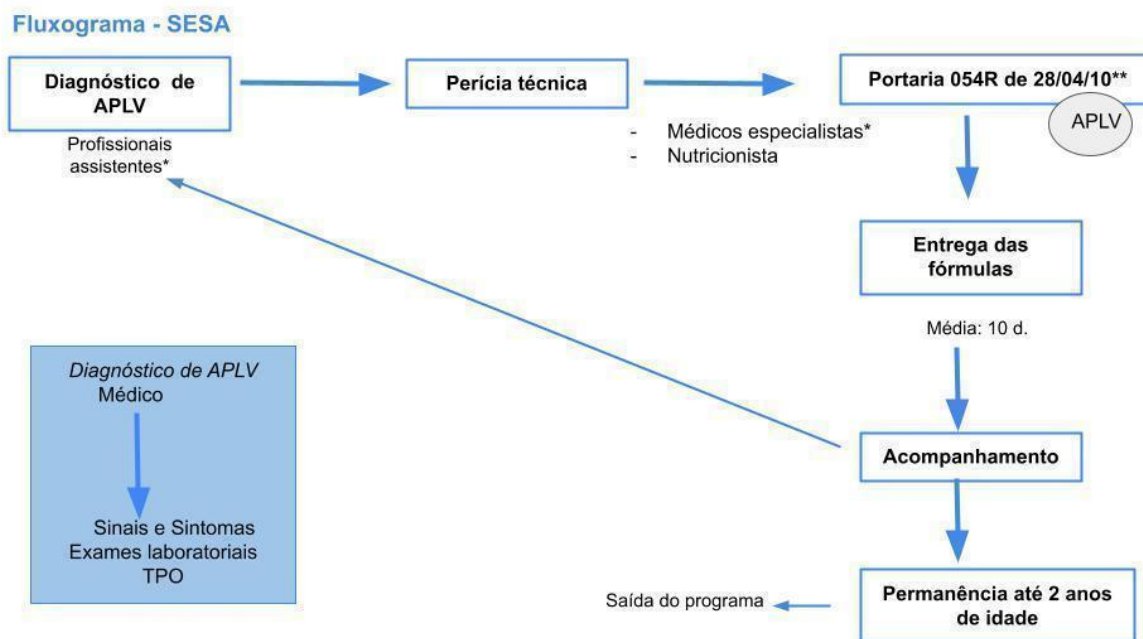 Fluxograma - SESA
Diagnóstico de
APLV
Profissionais
assistentes*
Perícia técnica
- Médicos especialistas*
- Nutricionista
Portaria 054R de 28/04/10**
APLV
Entrega das
fórmulas
Média: 10 d.
Acompanhamento
Permanência até 2 anos
de idade
Saída do programa
Diagnóstico de APLV
Médico
Sinais e Sintomas
Exames laboratoriais
TPO